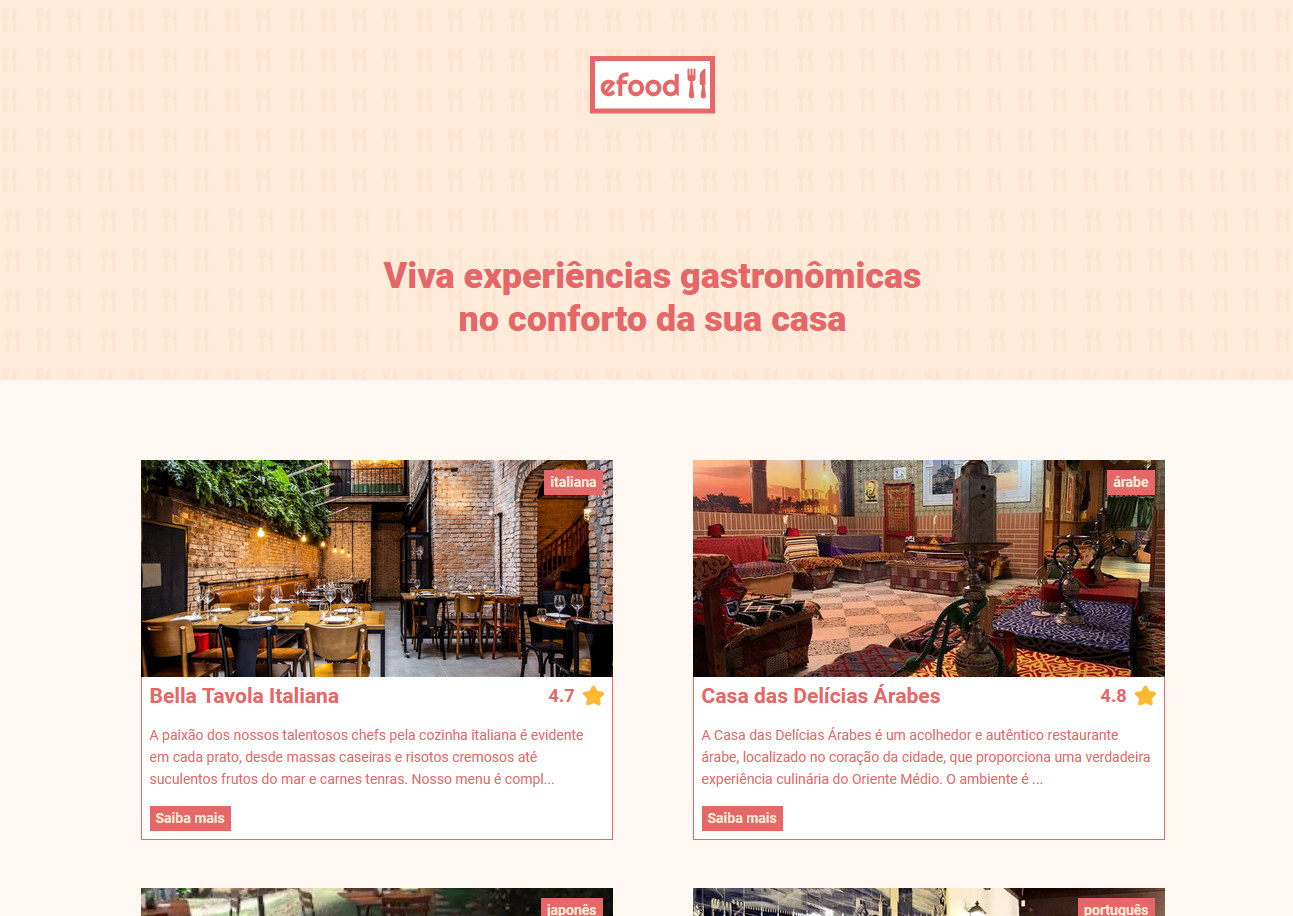 efood
Viva experiências gastronômicas
no conforto da sua casa
italiana
Bella Tavola Italiana
4.7
A paixão dos nossos talentosos chefs pela cozinha italiana é evidente
em cada prato, desde massas caseiras e risotos cremosos até
suculentos frutos do mar e carnes tenras. Nosso menu é compl...
Saiba mais
árabe
Casa das Delícias Árabes
4.8
A Casa das Delícias Árabes é um acolhedor e autêntico restaurante
árabe, localizado no coração da cidade, que proporciona uma verdadeira
experiência culinária do Oriente Médio. O ambiente é ...
Saiba mais
japonês
português